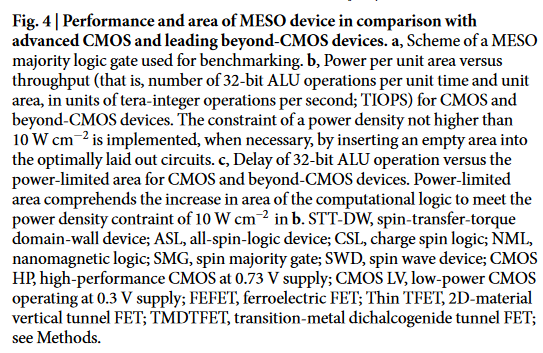 Fig. 4 | Performance and area of MESO device in comparison with
advanced CMOS and leading beyond-CMOS devices. a, Scheme of a MESO
majority logic gate used for benchmarking. b, Power per unit area versus
throughput (that is, number of 32-bit ALU operations per unit time and unit
area, in units of tera-integer operations per second; TIOPS) for CMOS and
beyond-CMOS devices. The constraint of a power density not higher than
10 W cm⁻² is implemented, when necessary, by inserting an empty area into
the optimally laid out circuits. c, Delay of 32-bit ALU operation versus the
power-limited area for CMOS and beyond-CMOS devices. Power-limited
area comprehends the increase in area of the computational logic to meet the
power density contraint of 10 W cm⁻² in b. STT-DW, spin-transfer-torque
domain-wall device; ASL, all-spin-logic device; CSL, charge spin logic; NML,
nanomagnetic logic; SMG, spin majority gate; SWD, spin wave device; CMOS
HP, high-performance CMOS at 0.73 V supply; CMOS LV, low-power CMOS
operating at 0.3 V supply; FEFET, ferroelectric FET; Thin TFET, 2D-material
vertical tunnel FET; TMDTFET, transition-metal dichalcogenide tunnel FET;
see Methods.